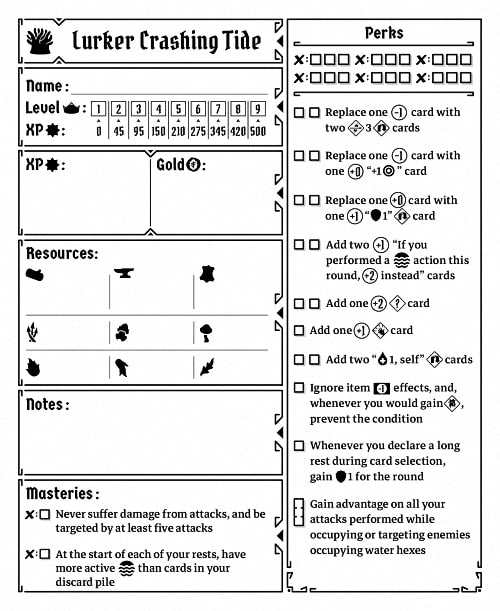 Lurker Crashing Tide
Name:
Level: 1 2 3 4 5 6 7 8 9
XP: 0 45 95 150 210 275 345 420 500
XP: Gold:
Resources:
Notes:
Masteries:
Never suffer damage from attacks, and be
targeted by at least five attacks
At the start of each of your rests, have
more active than cards in your
discard pile
Perks
Replace one -1 card with
two 3 cards
Replace one -1 card with
one +0 "+1 " card
Replace one +0 card with
one +1 " 1" card
Add two +1 "If you
performed a action this
round, +2 instead" cards
Add one +2 ? card
Add one +1 card
Add two " 1, self" cards
Ignore item -1 effects, and,
whenever you would gain ,
prevent the condition
Whenever you declare a long
rest during card selection,
gain 1 for the round
Gain advantage on all your
attacks performed while
occupying or targeting enemies
occupying water hexes